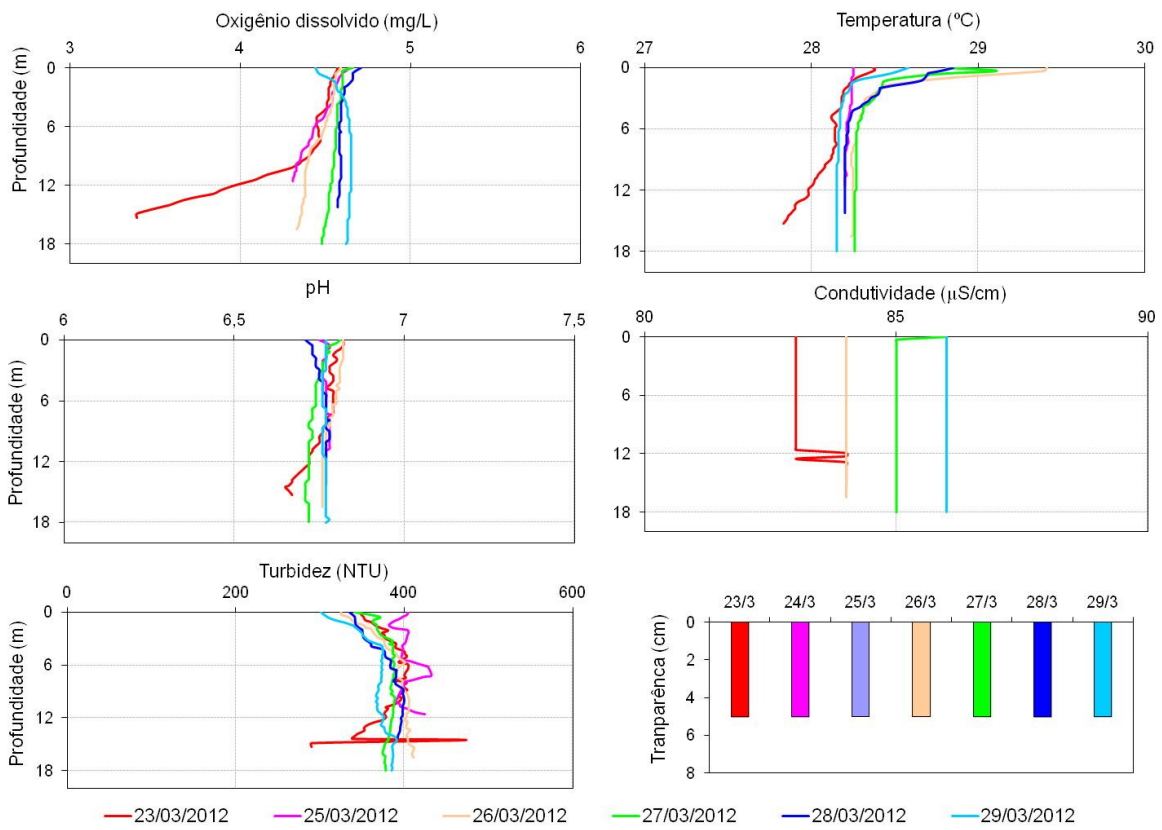 Oxigênio dissolvido (mg/L)
3 4 5 6
Profundidade (m)
0
6
12
18
Temperatura (ºC)
27 28 29 30
0
6
12
18
pH
6 6,5 7 7,5
Profundidade (m)
0
6
12
18
Condutividade (µS/cm)
80 85 90
0
6
12
18
Turbidez (NTU)
0 200 400 600
Profundidade (m)
0
6
12
18
23/3 24/3 25/3 26/3 27/3 28/3 29/3
Tranparênca (cm)
0
2
4
6
8
23/03/2012 25/03/2012 26/03/2012 27/03/2012 28/03/2012 29/03/2012